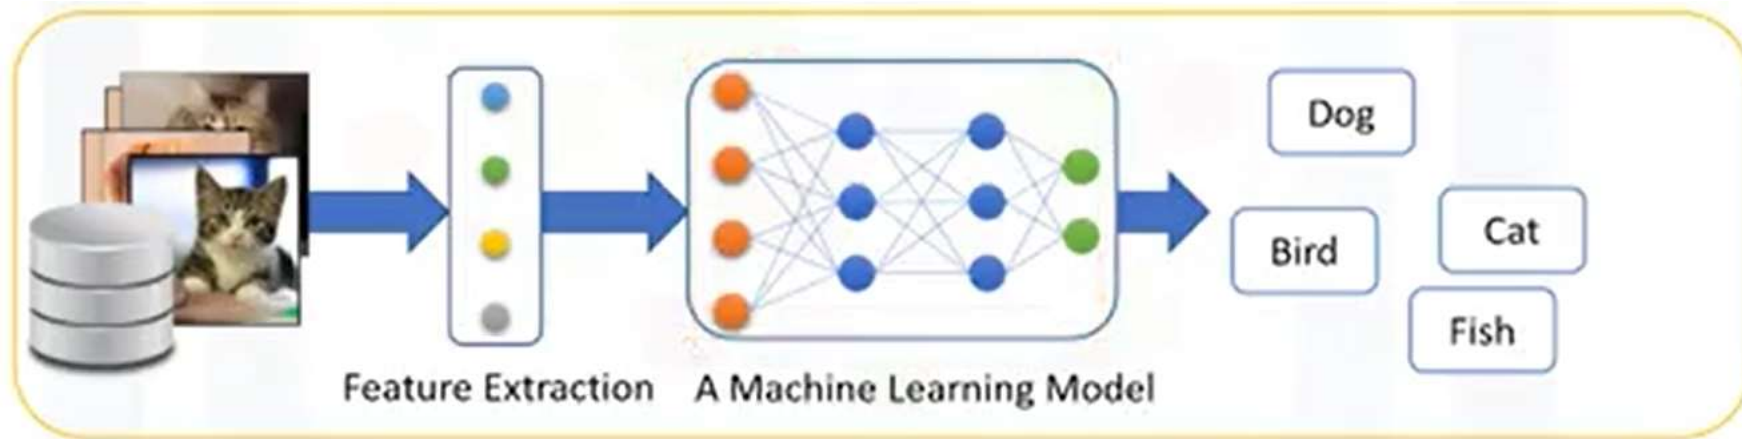 Dog
Bird
Cat
Fish
Feature Extraction
A Machine Learning Model